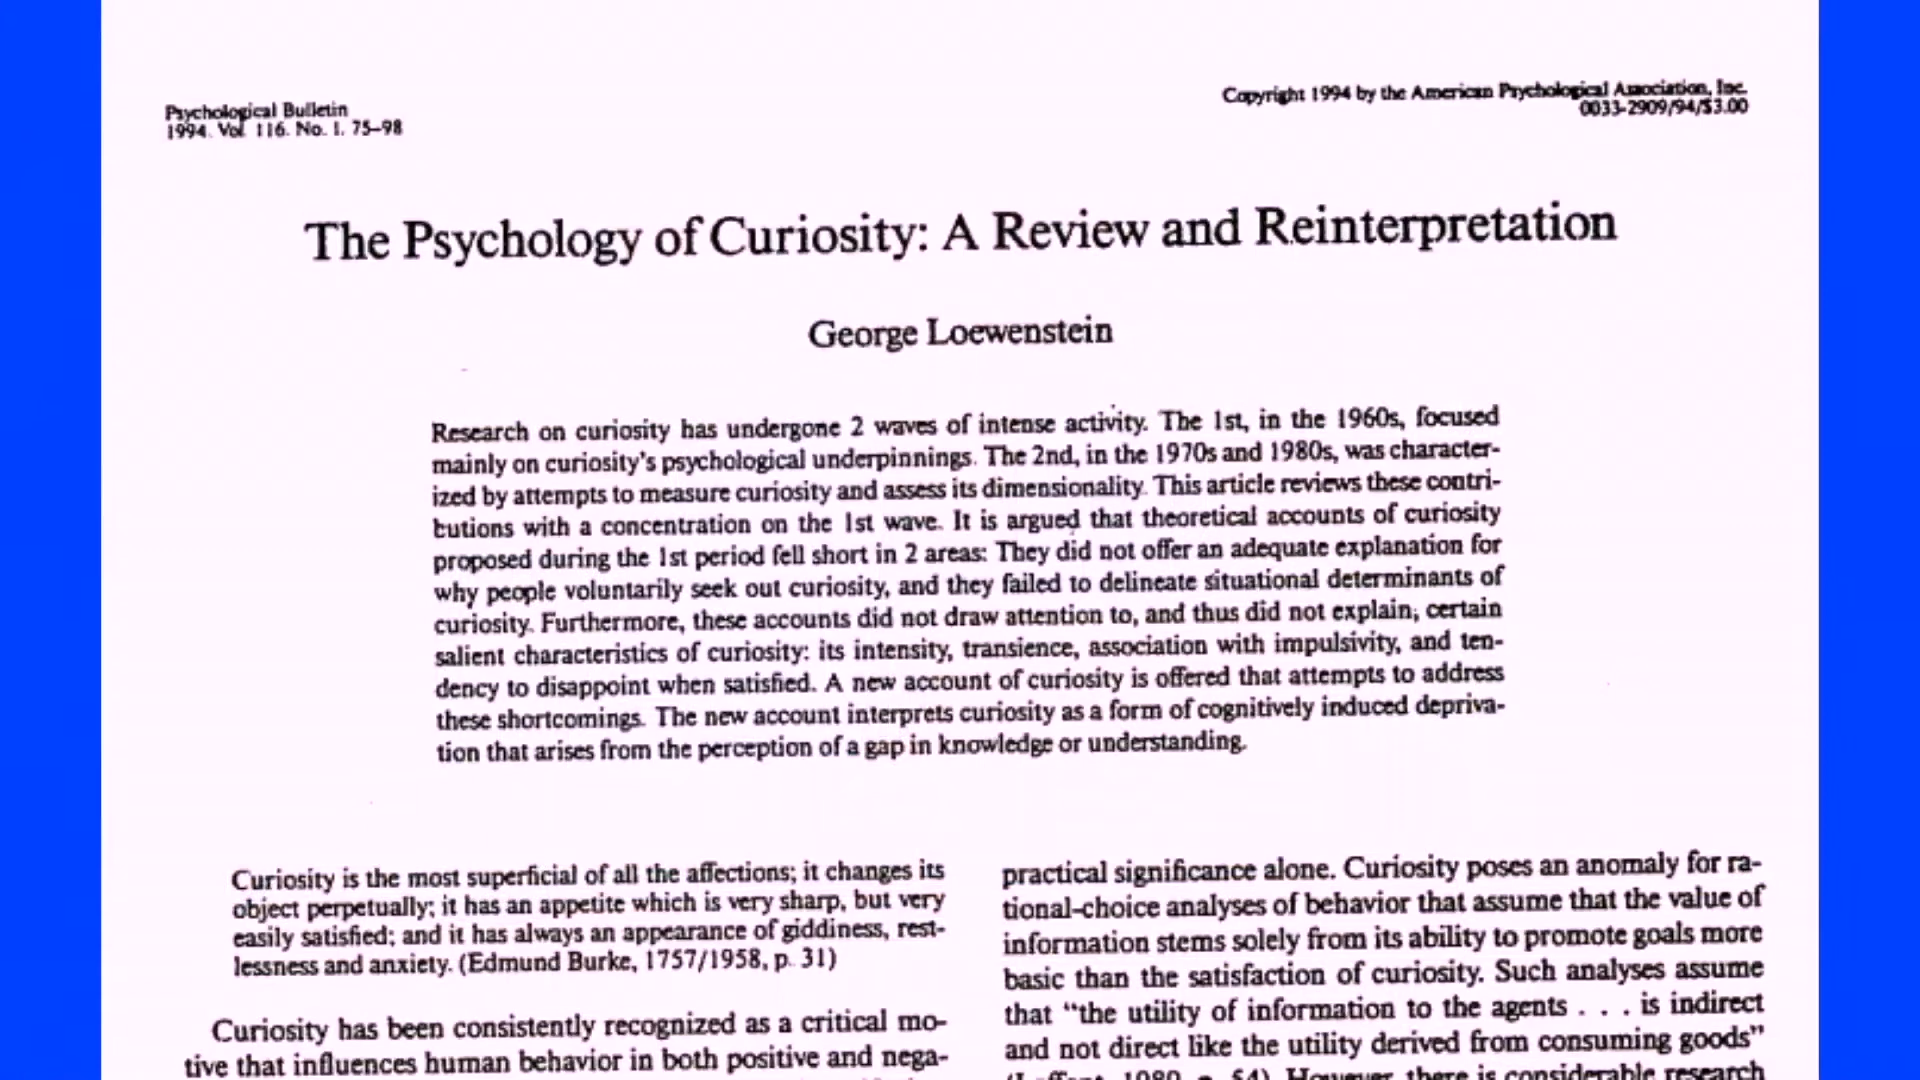 Psychological Bulletin
1994. Vol. 116. No. 1. 75–98
Copyright 1994 by the American Psychological Association, Inc.
0033-2909/94/$3.00
The Psychology of Curiosity: A Review and Reinterpretation
George Loewenstein
Research on curiosity has undergone 2 waves of intense activity. The 1st, in the 1960s, focused
mainly on curiosity's psychological underpinnings. The 2nd, in the 1970s and 1980s, was character-
ized by attempts to measure curiosity and assess its dimensionality. This article reviews these contri-
butions with a concentration on the 1st wave. It is argued that theoretical accounts of curiosity
proposed during the 1st period fell short in 2 areas: They did not offer an adequate explanation for
why people voluntarily seek out curiosity, and they failed to delineate situational determinants of
curiosity. Furthermore, these accounts did not draw attention to, and thus did not explain, certain
salient characteristics of curiosity: its intensity, transience, association with impulsivity, and ten-
dency to disappoint when satisfied. A new account of curiosity is offered that attempts to address
these shortcomings. The new account interprets curiosity as a form of cognitively induced depriva-
tion that arises from the perception of a gap in knowledge or understanding.
Curiosity is the most superficial of all the affections; it changes its
object perpetually; it has an appetite which is very sharp, but very
easily satisfied; and it has always an appearance of giddiness, rest-
lessness and anxiety. (Edmund Burke, 1757/1958, p. 31)
Curiosity has been consistently recognized as a critical mo-
tive that influences human behavior in both positive and nega-
practical significance alone. Curiosity poses an anomaly for ra-
tional-choice analyses of behavior that assume that the value of
information stems solely from its ability to promote goals more
basic than the satisfaction of curiosity. Such analyses assume
that "the utility of information to the agents . . . is indirect
and not direct like the utility derived from consuming goods"
However, there is considerable research